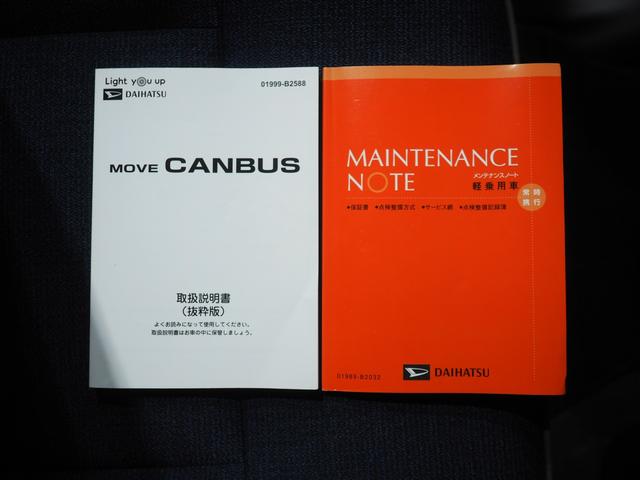 Light you up
DAIHATSU
01999-B2588
MOVE CANBUS
取扱説明書
（抜粋版）
よくお読みになって使用してください。
取扱説明書はお車の中に保管しましょう。
MAINTENANCE
NOTE
メンテナンスノート
軽乗用車
常時
携行
*保証書 *点検整備方式 *サービス網 *点検整備記録簿
01989-B2032
DAIHATSU